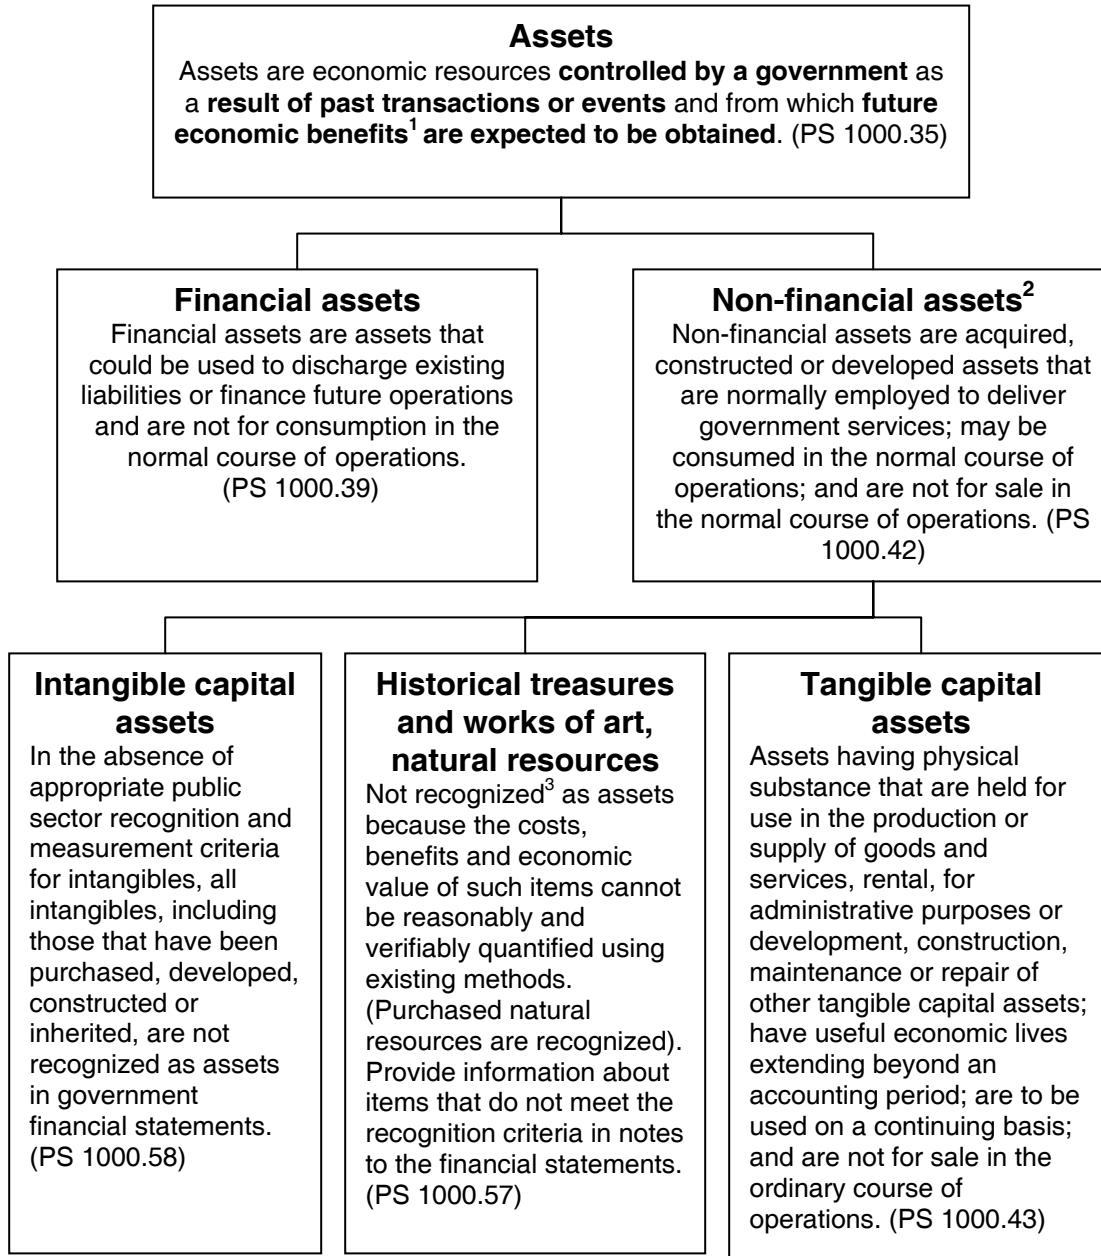 Assets
Assets are economic resources controlled by a government as
a result of past transactions or events and from which future
economic benefits¹ are expected to be obtained. (PS 1000.35)
Financial assets
Financial assets are assets that
could be used to discharge existing
liabilities or finance future operations
and are not for consumption in the
normal course of operations.
(PS 1000.39)
Non-financial assets²
Non-financial assets are acquired,
constructed or developed assets that
are normally employed to deliver
government services; may be
consumed in the normal course of
operations; and are not for sale in
the normal course of operations. (PS
1000.42)
Intangible capital
assets
In the absence of
appropriate public
sector recognition and
measurement criteria
for intangibles, all
intangibles, including
those that have been
purchased, developed,
constructed or
inherited, are not
recognized as assets
in government
financial statements.
(PS 1000.58)
Historical treasures
and works of art,
natural resources
Not recognized³ as assets
because the costs,
benefits and economic
value of such items cannot
be reasonably and
verifiably quantified using
existing methods.
(Purchased natural
resources are recognized).
Provide information about
items that do not meet the
recognition criteria in notes
to the financial statements.
(PS 1000.57)
Tangible capital
assets
Assets having physical
substance that are held for
use in the production or
supply of goods and
services, rental, for
administrative purposes or
development, construction,
maintenance or repair of
other tangible capital assets;
have useful economic lives
extending beyond an
accounting period; are to be
used on a continuing basis;
and are not for sale in the
ordinary course of
operations. (PS 1000.43)